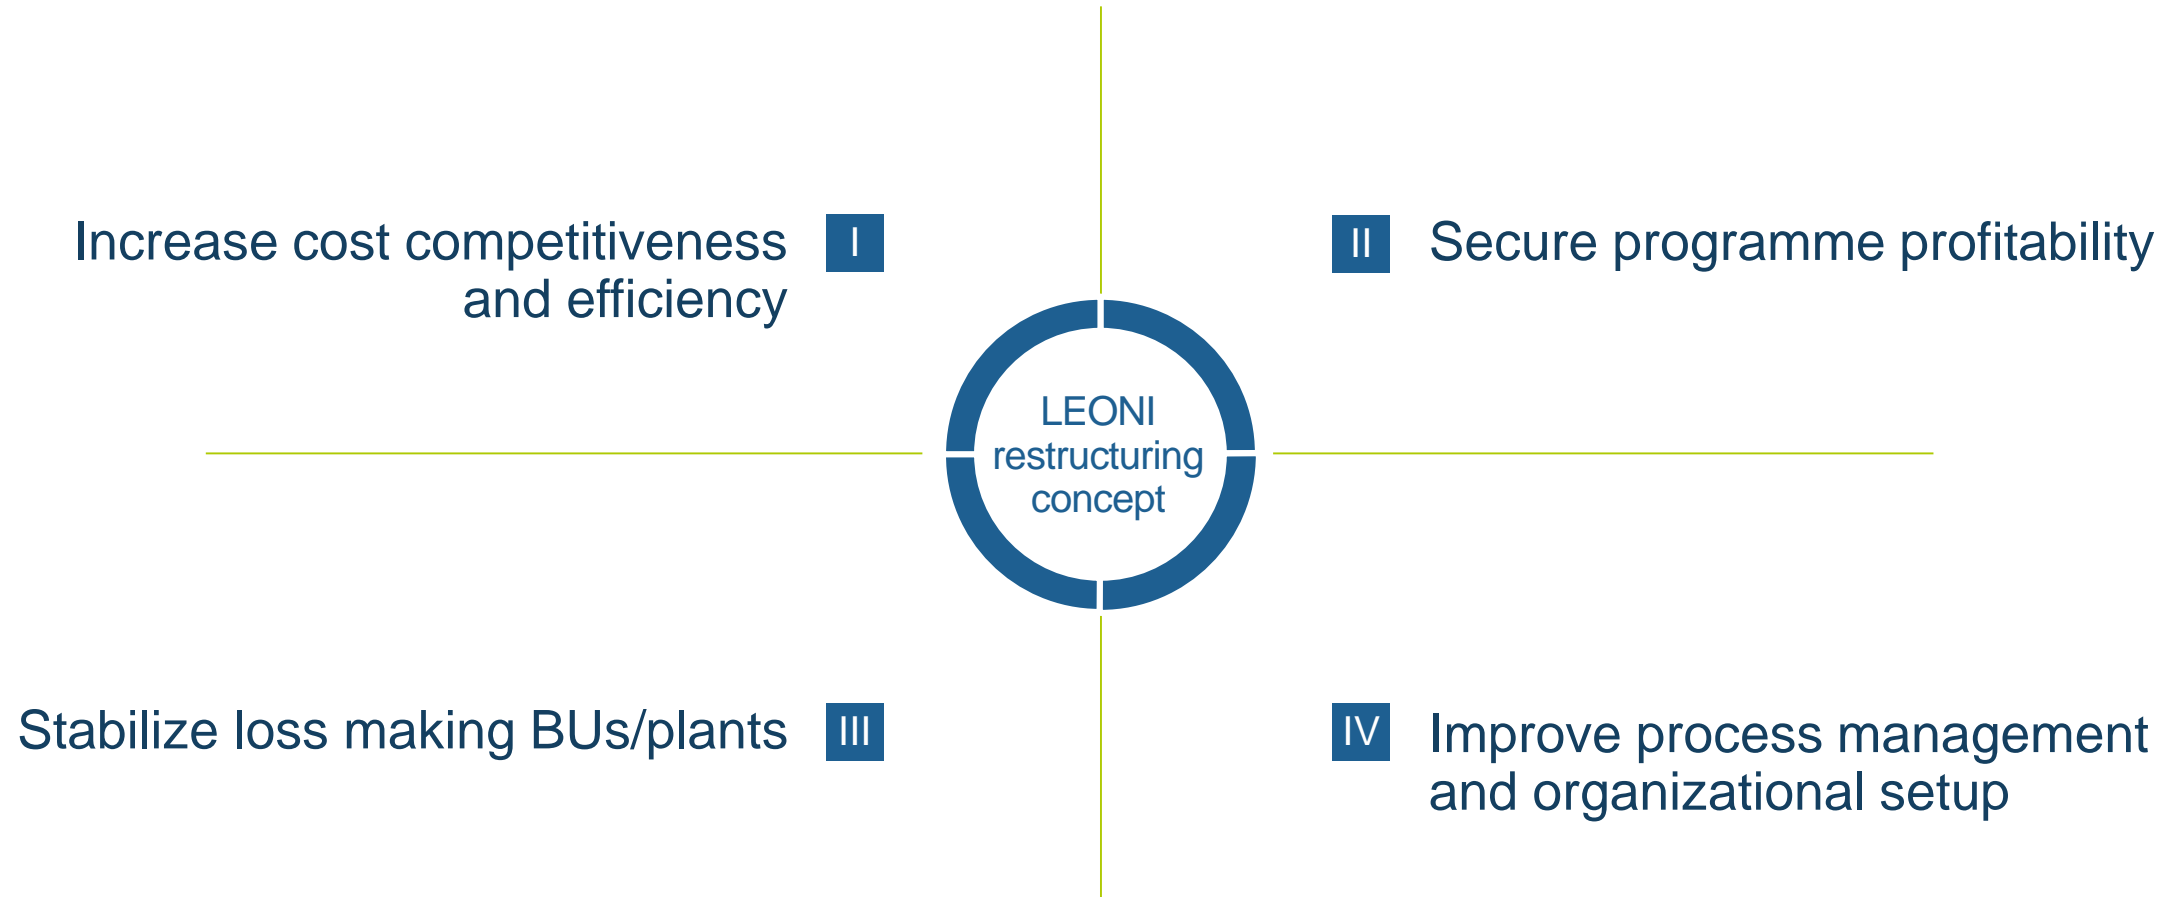 I
Increase cost competitiveness
and efficiency
II
Secure programme profitability
LEONI
restructuring
concept
III
Stabilize loss making BUs/plants
IV
Improve process management
and organizational setup